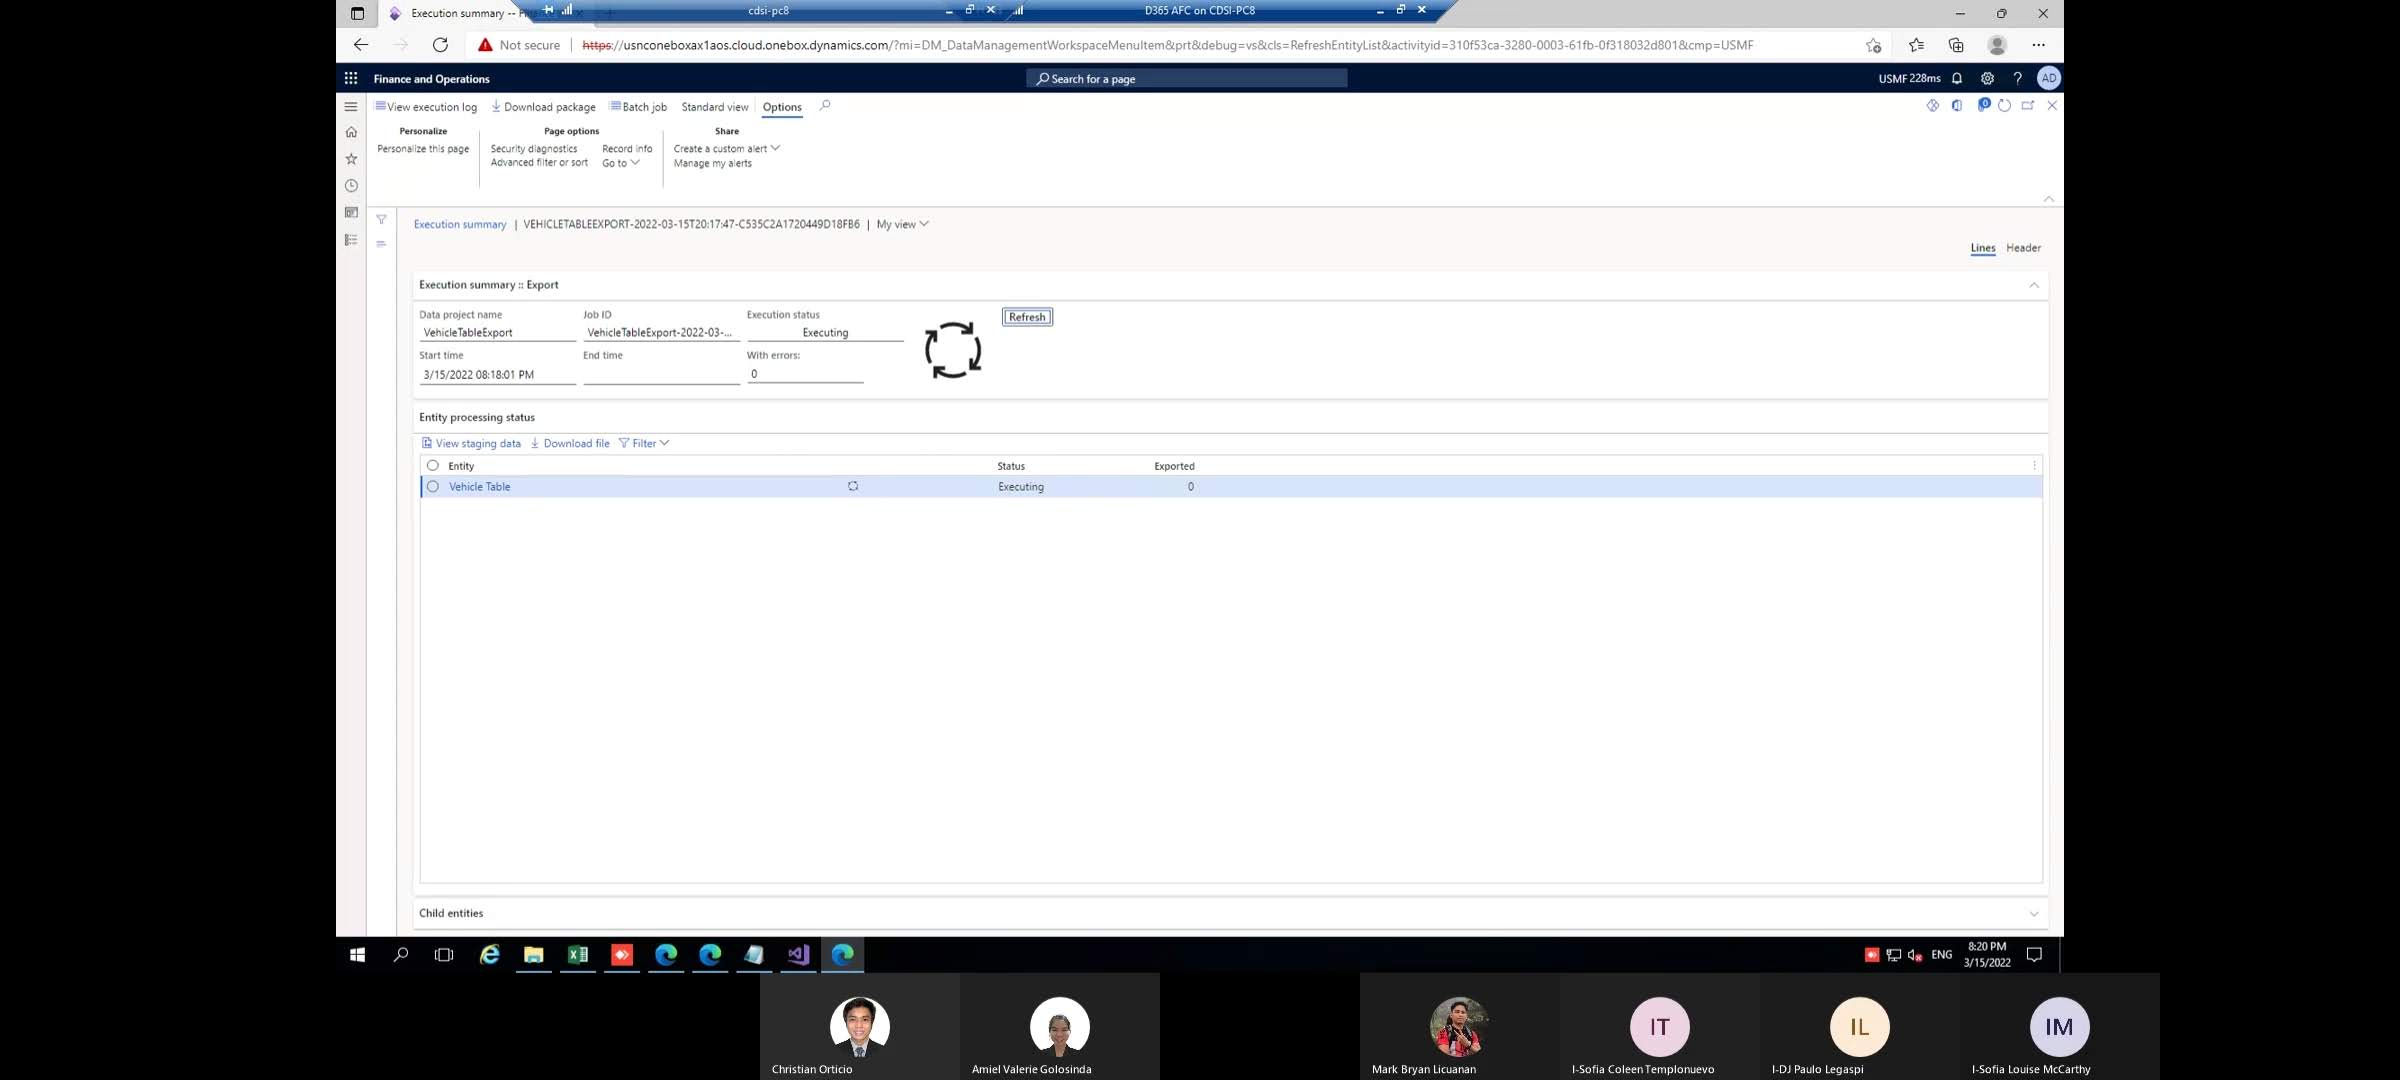 Execution summary --
cdsi-pc8
D365 AFC on CDSI-PC8
Not secure
https://usnconeboxax1aos.cloud.onebox.dynamics.com/?mi=DM_DataManagementWorkspaceMenuItem&prt&debug=vs&cls=RefreshEntityList&activityid=310f53ca-3280-0003-61fb-0f318032d801&cmp=USMF
Finance and Operations
Search for a page
USMF 228ms
?
AD
View execution log
Download package
Batch job
Standard view
Options
0
Personalize
Page options
Share
Personalize this page
Security diagnostics
Record info
Create a custom alert
Advanced filter or sort
Go to
Manage my alerts
Execution summary | VEHICLETABLEEXPORT-2022-03-15T20:17:47-C535C2A1720449D18FB6 | My view
Lines
Header
Execution summary :: Export
Data project name
Job ID
Execution status
Refresh
VehicleTableExport
VehicleTableExport-2022-03-...
Executing
Start time
End time
With errors:
3/15/2022 08:18:01 PM
0
Entity processing status
View staging data
Download file
Filter
Entity
Status
Exported
Vehicle Table
Executing
0
Child entities
ENG
8:20 PM
3/15/2022
IT
IL
IM
Christian Orticio
Amiel Valerie Golosinda
Mark Bryan Licuanan
I-Sofia Coleen Templonuevo
I-DJ Paulo Legaspi
I-Sofia Louise McCarthy